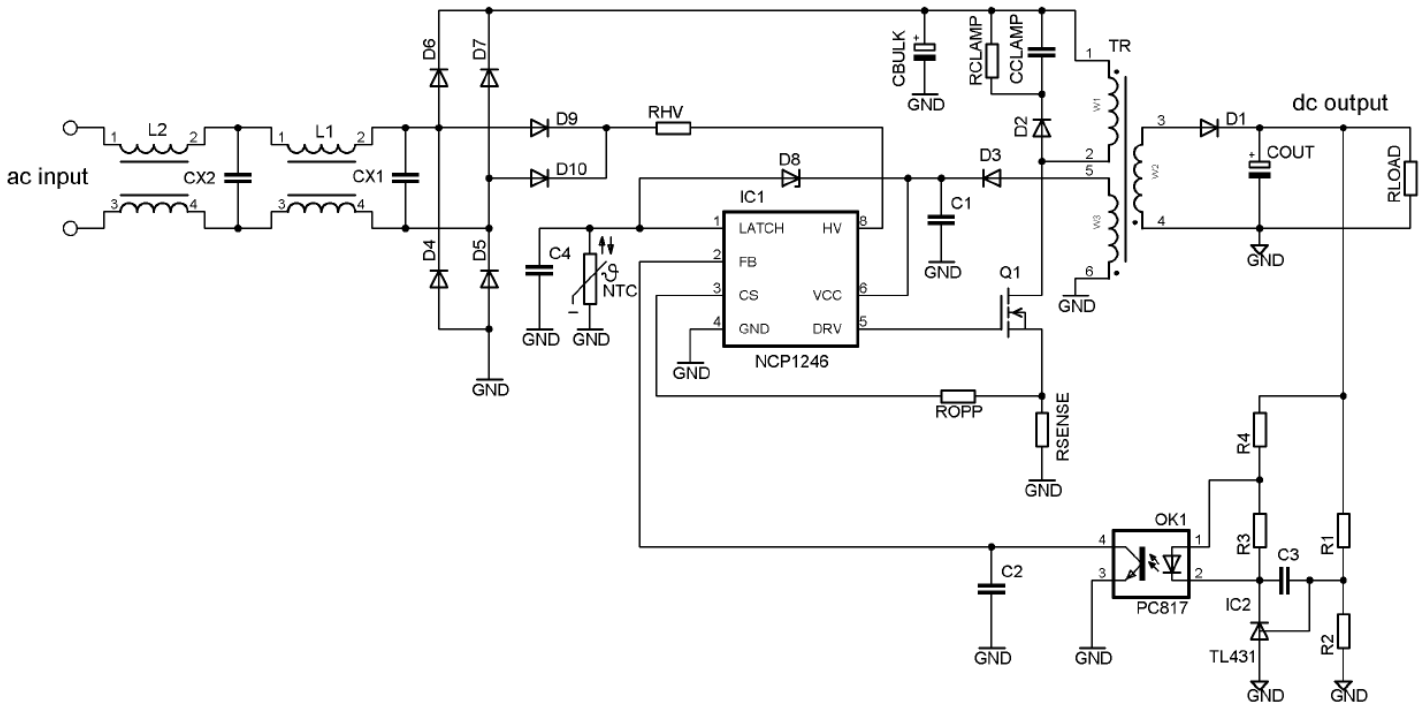 D6
D7
CBULK
+
GND
RCLAMP
CCLAMP
TR
1
W1
2
D2
dc output
ac input
1 L2 2
3 4
CX2
1 L1 2
3 4
CX1
D9
D10
RHV
D8
D3
5
W3
6
GND
3
W2
4
D1
+
COUT
GND
RLOAD
D4
D5
GND
C4
GND
ϑ
NTC
−
GND
IC1
1 LATCH HV 8
2 FB
3 CS VCC 6
4 GND DRV 5
NCP1246
GND
C1
GND
Q1
ROPP
RSENSE
GND
R4
R3
C3
R1
R2
OK1
4 1
3 2
PC817
IC2
TL431
C2
GND
GND
GND
GND